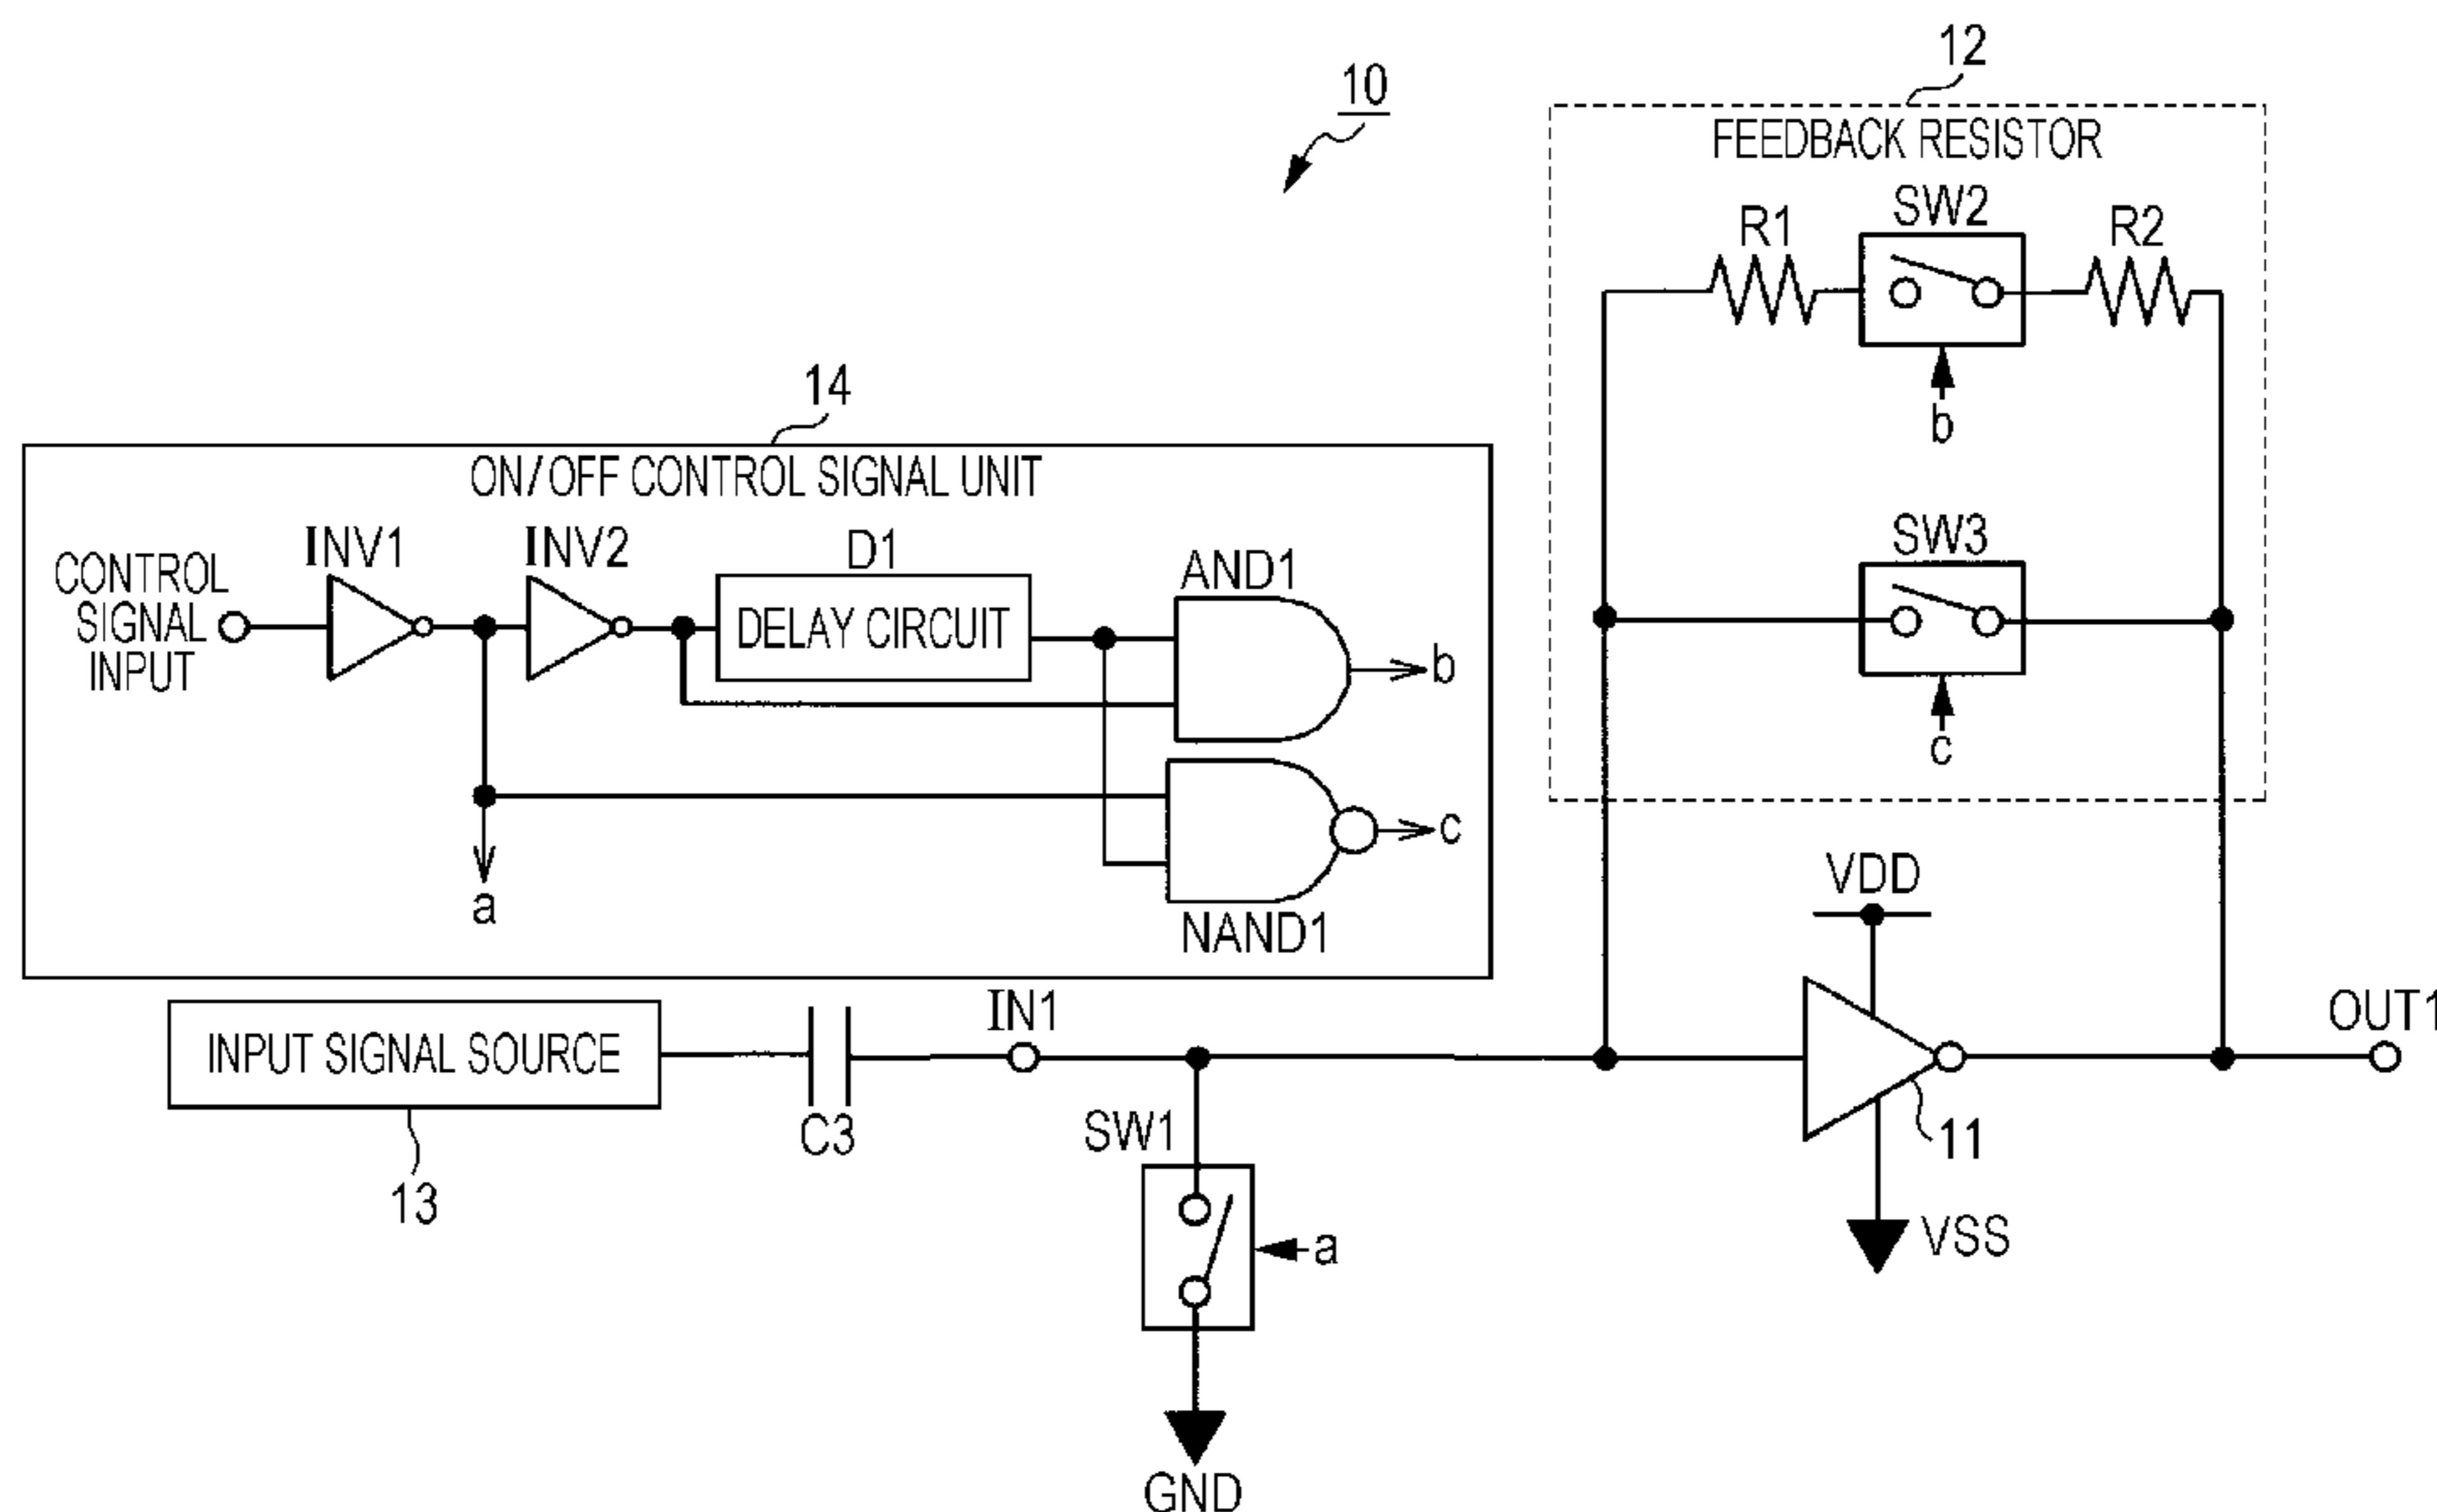 10
12
FEEDBACK RESISTOR
R1
SW2
R2
b
SW3
c
14
ON/OFF CONTROL SIGNAL UNIT
CONTROL
SIGNAL
INPUT
INV1
INV2
D1
DELAY CIRCUIT
AND1
b
c
NAND1
a
INPUT SIGNAL SOURCE
13
C3
IN1
SW1
a
GND
VDD
11
VSS
OUT1